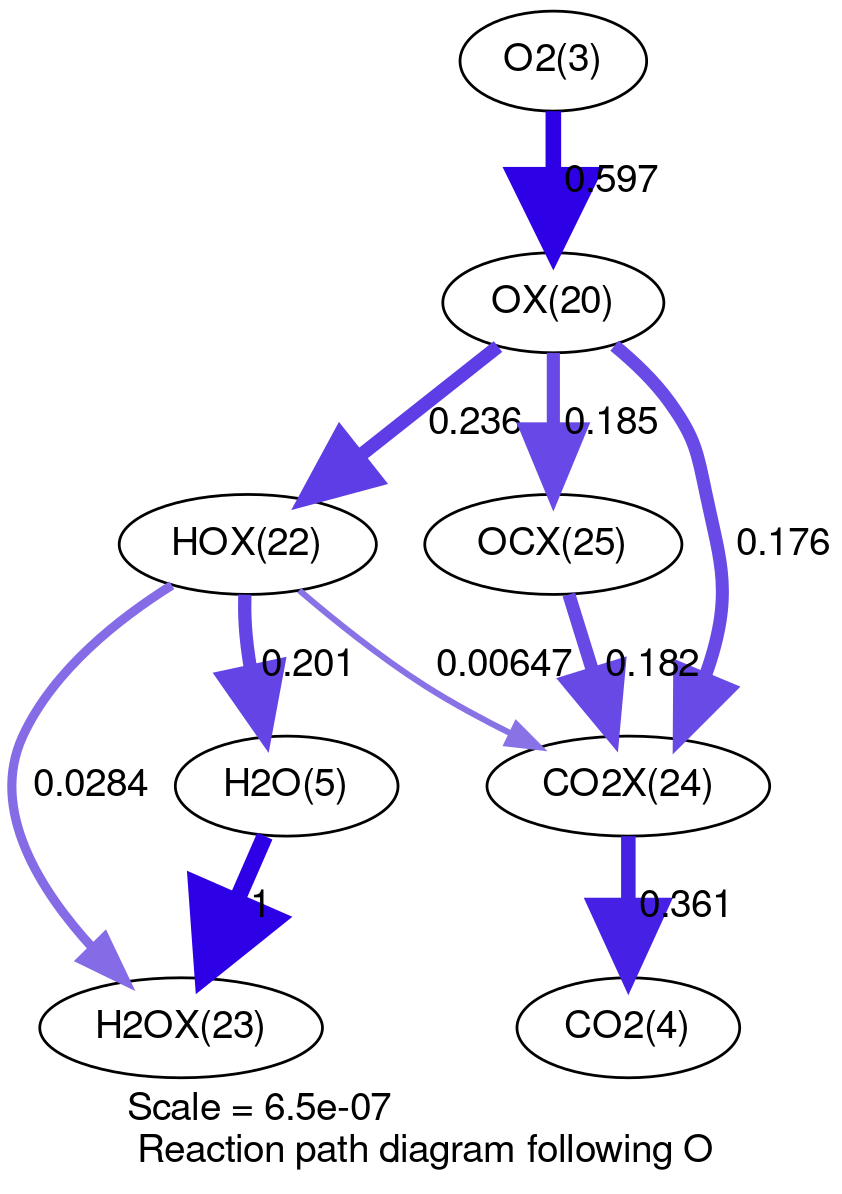 O2(3)
0.597
OX(20)
0.236
0.185
0.176
HOX(22)
OCX(25)
0.201
0.00647
0.182
0.0284
H2O(5)
CO2X(24)
1
0.361
H2OX(23)
CO2(4)
Scale = 6.5e-07
Reaction path diagram following O